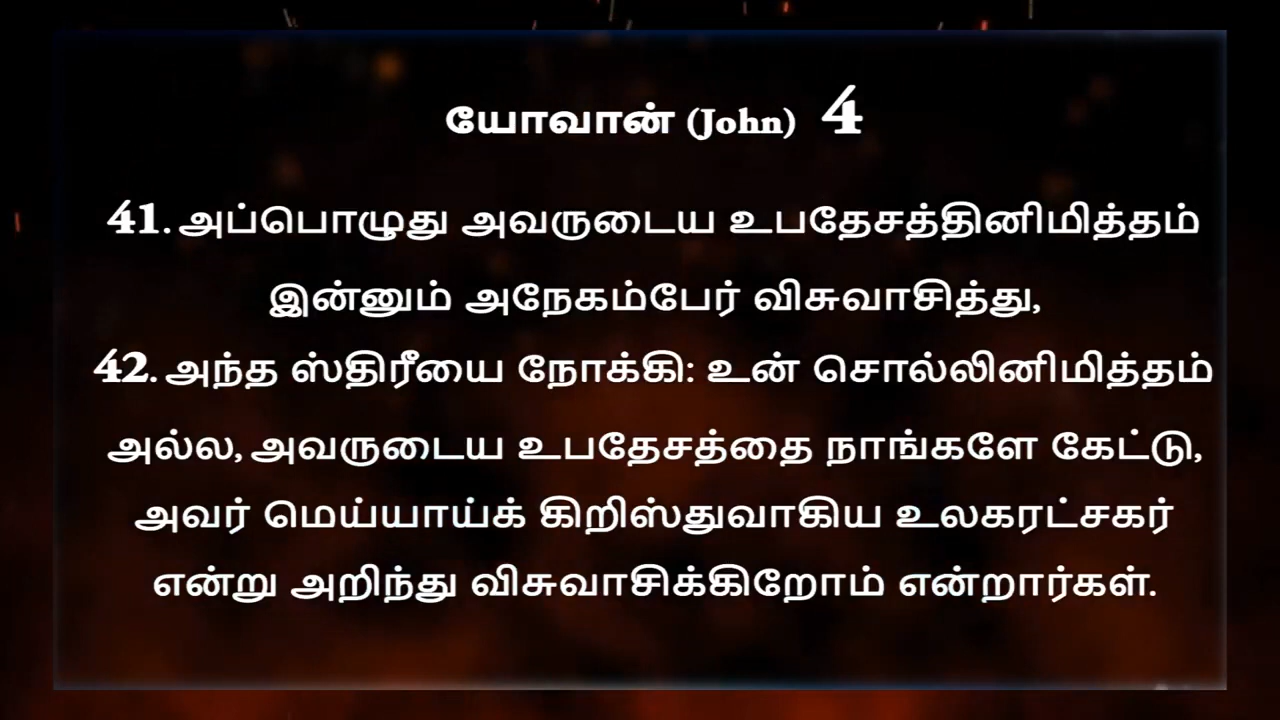 யோவான் (John) 4
41. அப்பொழுது அவருடைய உபதேசத்தினிமித்தம்
இன்னும் அநேகம்பேர் விசுவாசித்து,
42. அந்த ஸ்திரீயை நோக்கி: உன் சொல்லினிமித்தம்
அல்ல, அவருடைய உபதேசத்தை நாங்களே கேட்டு,
அவர் மெய்யாய்க் கிறிஸ்துவாகிய உலகரட்சகர்
என்று அறிந்து விசுவாசிக்கிறோம் என்றார்கள்.